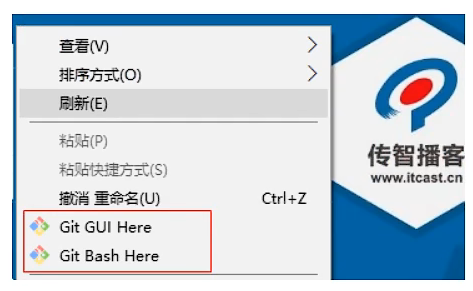 查看(V)
排序方式(O)
刷新(E)
粘贴(P)
粘贴快捷方式(S)
撤消 重命名(U) Ctrl+Z
Git GUI Here
Git Bash Here
传智播客
www.itcast.cn